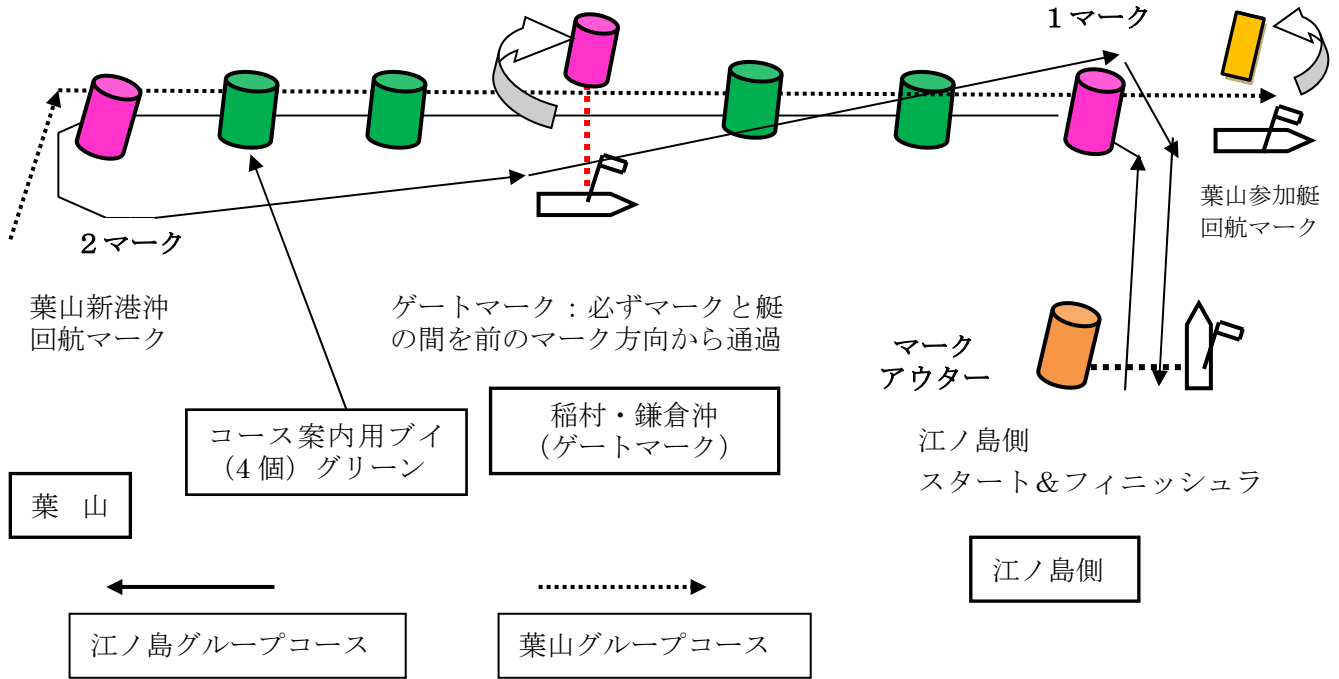 １マーク
２マーク
葉山参加艇
回航マーク
葉山新港沖
回航マーク
ゲートマーク：必ずマークと艇
の間を前のマーク方向から通過
マーク
アウター
コース案内用ブイ
（4 個）グリーン
稲村・鎌倉沖
（ゲートマーク）
江ノ島側
スタート＆フィニッシュラ
葉　山
江ノ島側
江ノ島グループコース
葉山グループコース